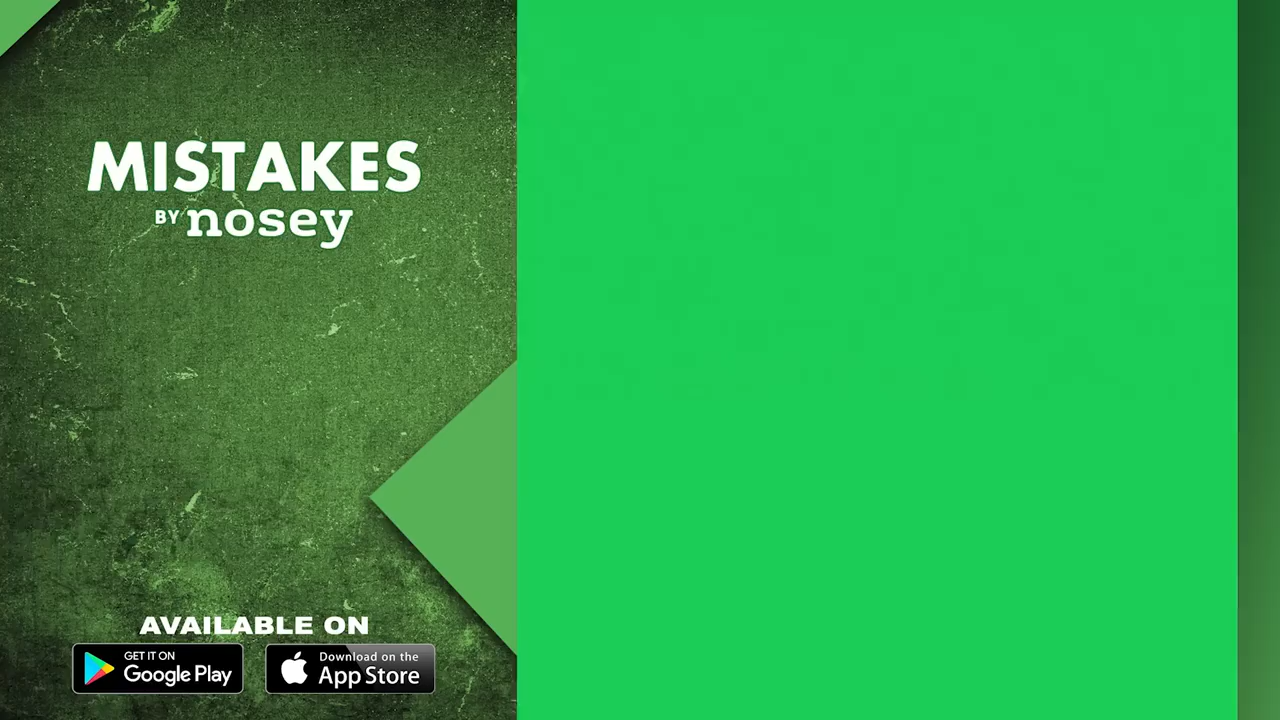 MISTAKES
BY nosey
AVAILABLE ON
GET IT ON
Google Play
Download on the
App Store